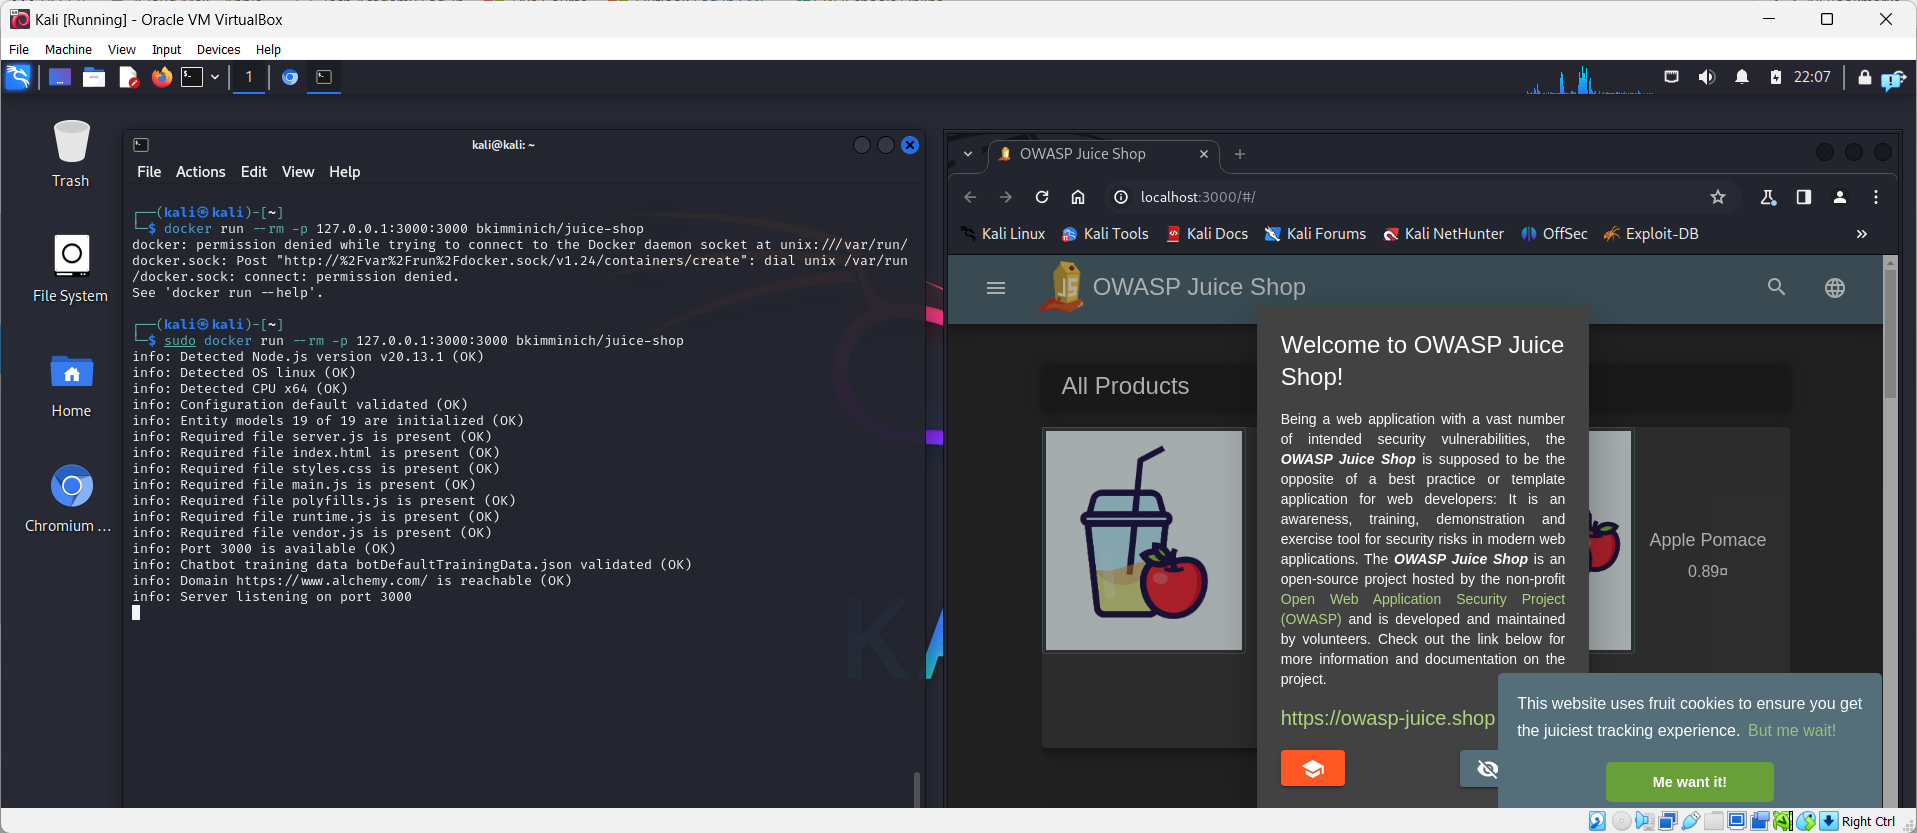 Kali [Running] - Oracle VM VirtualBox
File Machine View Input Devices Help
1
22:07
Trash
File System
Home
Chromium ...
kali@kali: ~
File Actions Edit View Help
┌──(kali㉿kali)-[~]
└─$ docker run --rm -p 127.0.0.1:3000:3000 bkimminich/juice-shop
docker: permission denied while trying to connect to the Docker daemon socket at unix:///var/run/
docker.sock: Post "http://%2Fvar%2Frun%2Fdocker.sock/v1.24/containers/create": dial unix /var/run
/docker.sock: connect: permission denied.
See 'docker run --help'.
┌──(kali㉿kali)-[~]
└─$ sudo docker run --rm -p 127.0.0.1:3000:3000 bkimminich/juice-shop
info: Detected Node.js version v20.13.1 (OK)
info: Detected OS linux (OK)
info: Detected CPU x64 (OK)
info: Configuration default validated (OK)
info: Entity models 19 of 19 are initialized (OK)
info: Required file server.js is present (OK)
info: Required file index.html is present (OK)
info: Required file styles.css is present (OK)
info: Required file main.js is present (OK)
info: Required file polyfills.js is present (OK)
info: Required file runtime.js is present (OK)
info: Required file vendor.js is present (OK)
info: Port 3000 is available (OK)
info: Chatbot training data botDefaultTrainingData.json validated (OK)
info: Domain https://www.alchemy.com/ is reachable (OK)
info: Server listening on port 3000
OWASP Juice Shop
localhost:3000/#/
Kali Linux Kali Tools Kali Docs Kali Forums Kali NetHunter OffSec Exploit-DB »
OWASP Juice Shop
All Products
Apple Pomace
0.89¤
Welcome to OWASP Juice
Shop!
Being a web application with a vast number
of intended security vulnerabilities, the
OWASP Juice Shop is supposed to be the
opposite of a best practice or template
application for web developers: It is an
awareness, training, demonstration and
exercise tool for security risks in modern web
applications. The OWASP Juice Shop is an
open-source project hosted by the non-profit
Open Web Application Security Project
(OWASP) and is developed and maintained
by volunteers. Check out the link below for
more information and documentation on the
project.
https://owasp-juice.shop
This website uses fruit cookies to ensure you get
the juiciest tracking experience. But me wait!
Me want it!
Right Ctrl